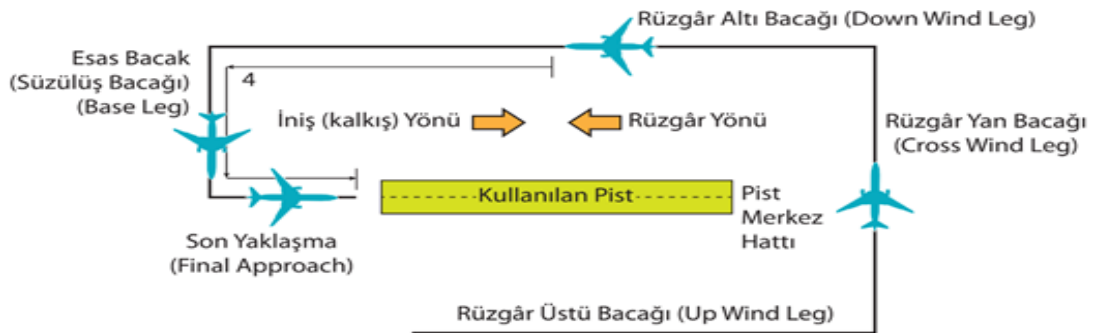 Rüzgâr Altı Bacağı (Down Wind Leg)
Esas Bacak
(Süzülüş Bacağı)
(Base Leg)
4
İniş (kalkış) Yönü
Rüzgâr Yönü
Rüzgâr Yan Bacağı
(Cross Wind Leg)
Kullanılan Pist
Pist
Merkez
Hattı
Son Yaklaşma
(Final Approach)
Rüzgâr Üstü Bacağı (Up Wind Leg)